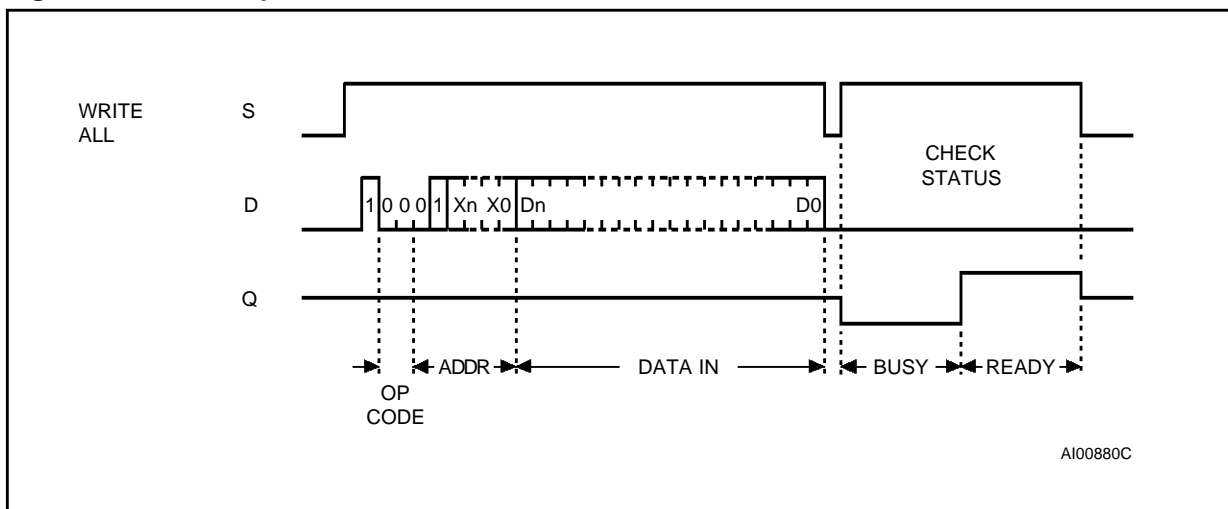 WRITE
ALL
S
CHECK
STATUS
D
1 0 0 0 1 Xn X0 Dn D0
Q
ADDR DATA IN BUSY READY
OP
CODE
AI00880C